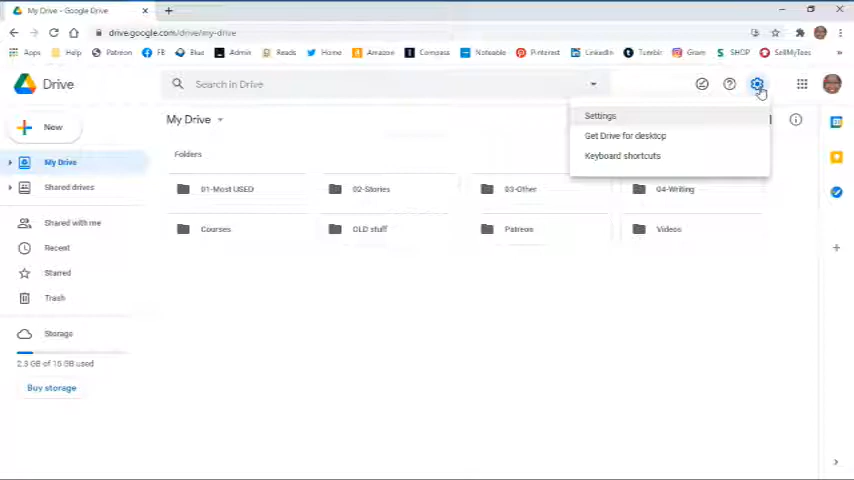 My Drive - Google Drive
drive.google.com/drive/my-drive
Apps Help Patreon FB Blue Admin Reads Home Amazon Compass Noteable Pinterest LinkedIn Tumblr Gram SHOP SellMyTees
Drive
Search in Drive
New
My Drive
Settings
Get Drive for desktop
Keyboard shortcuts
My Drive
Shared drives
Shared with me
Recent
Starred
Trash
Storage
2.3 GB of 15 GB used
Buy storage
Folders
01-Most USED
02-Stories
03-Other
04-Writing
Courses
OLD stuff
Patreon
Videos